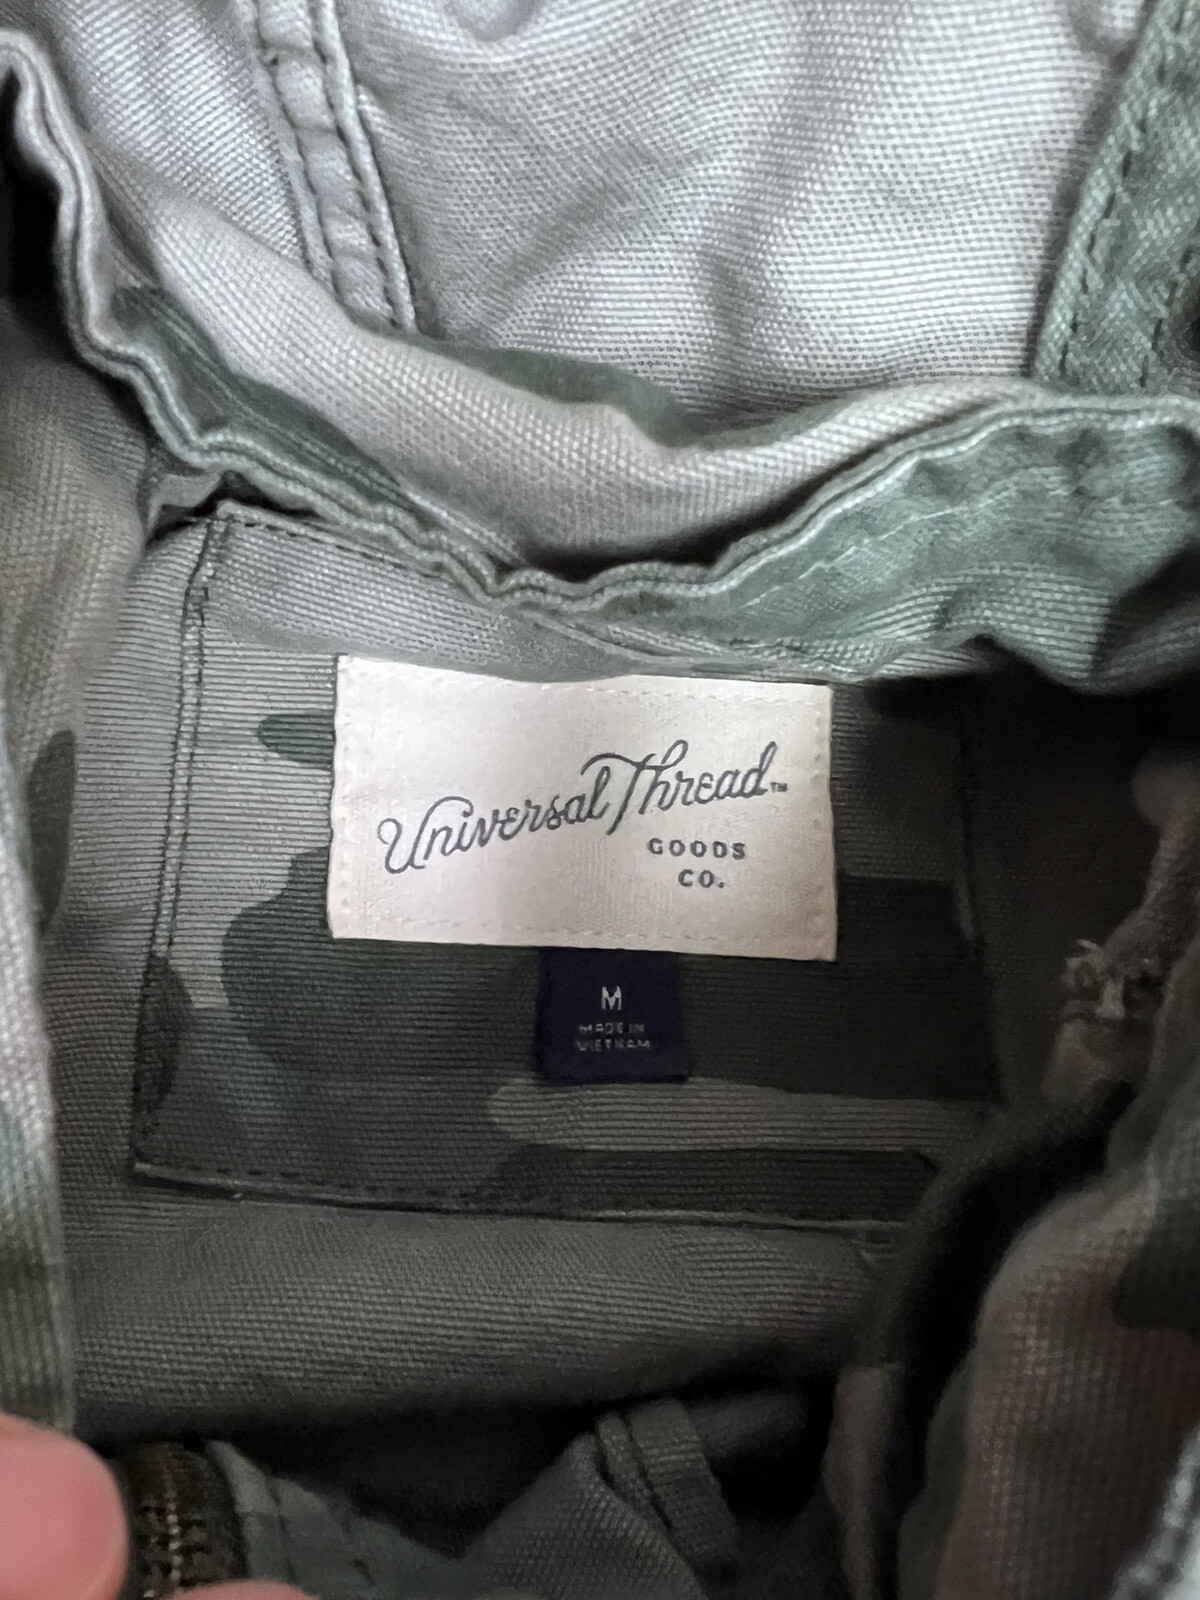 Universal Thread™
GOODS
CO.
M
MADE IN
VIETNAM